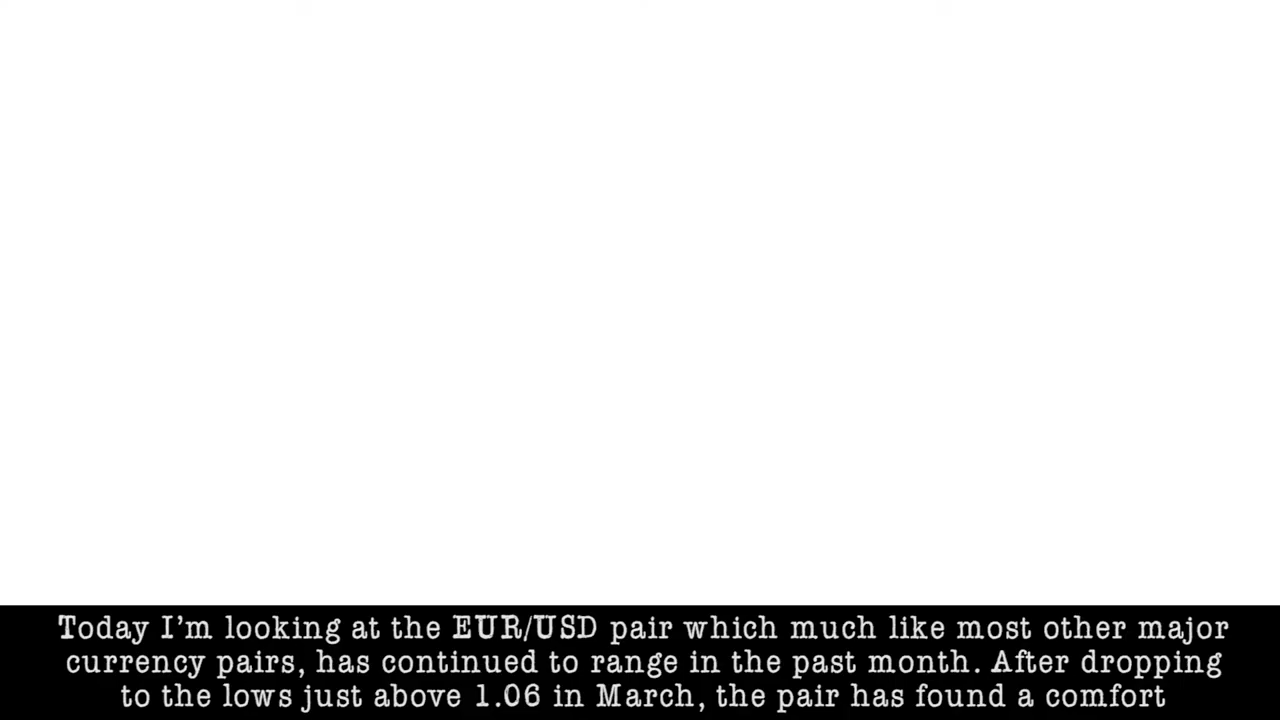 Today I'm looking at the EUR/USD pair which much like most other major
currency pairs, has continued to range in the past month. After dropping
to the lows just above 1.06 in March, the pair has found a comfort